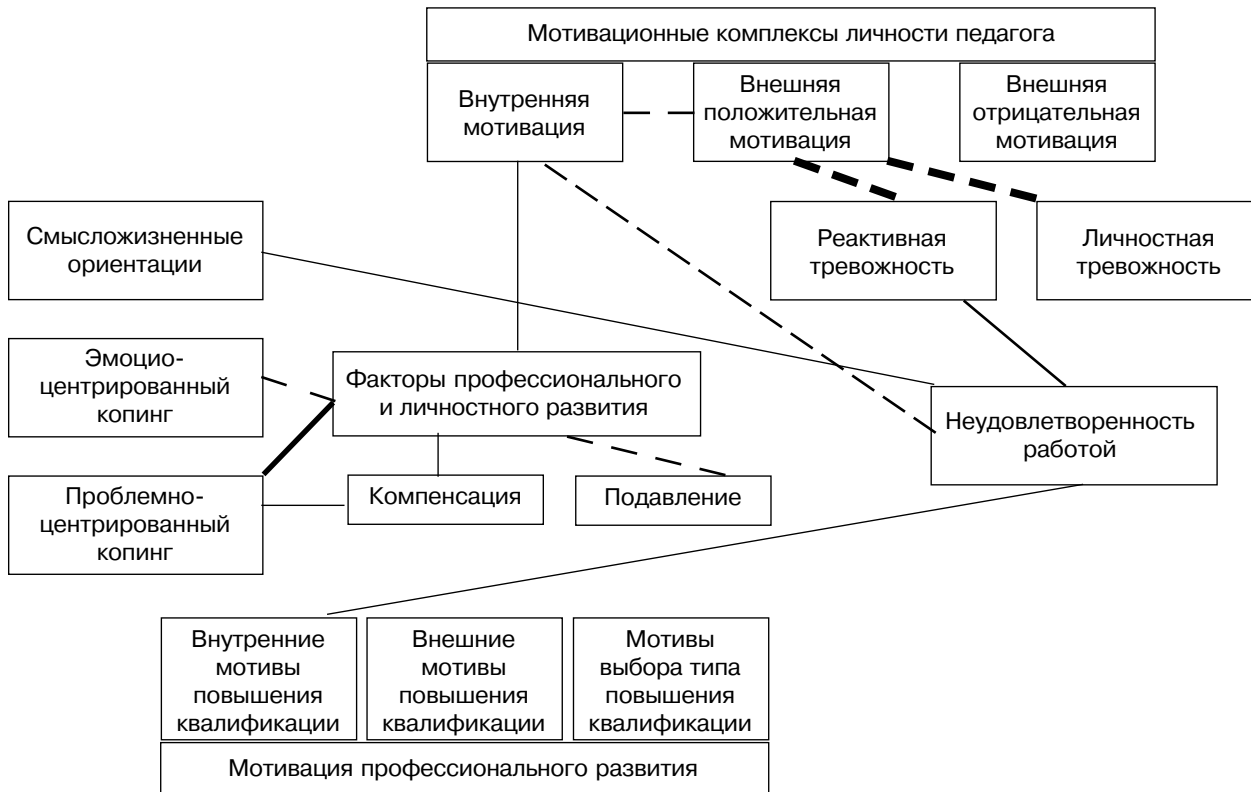 Мотивационные комплексы личности педагога
Внутренняя
мотивация
Внешняя
положительная
мотивация
Внешняя
отрицательная
мотивация
Смысложизненные
ориентации
Реактивная
тревожность
Личностная
тревожность
Эмоцио-
центрированный
копинг
Факторы профессионального
и личностного развития
Неудовлетворенность
работой
Проблемно-
центрированный
копинг
Компенсация
Подавление
Внутренние
мотивы
повышения
квалификации
Внешние
мотивы
повышения
квалификации
Мотивы
выбора типа
повышения
квалификации
Мотивация профессионального развития